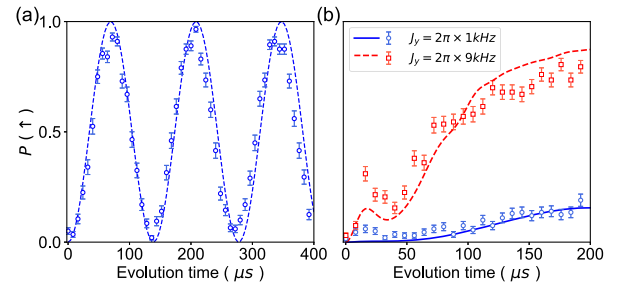 (a)
1.0
0.5
0.0
P (↑)
0
100
200
300
400
Evolution time ( μs )
(b)
J_y = 2π × 1kHz
J_y = 2π × 9kHz
0
50
100
150
200
Evolution time ( μs )